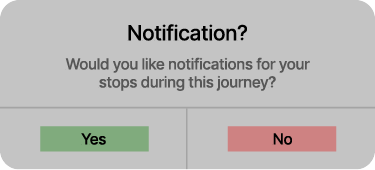 Notification?
Would you like notifications for your
stops during this journey?
Yes
No